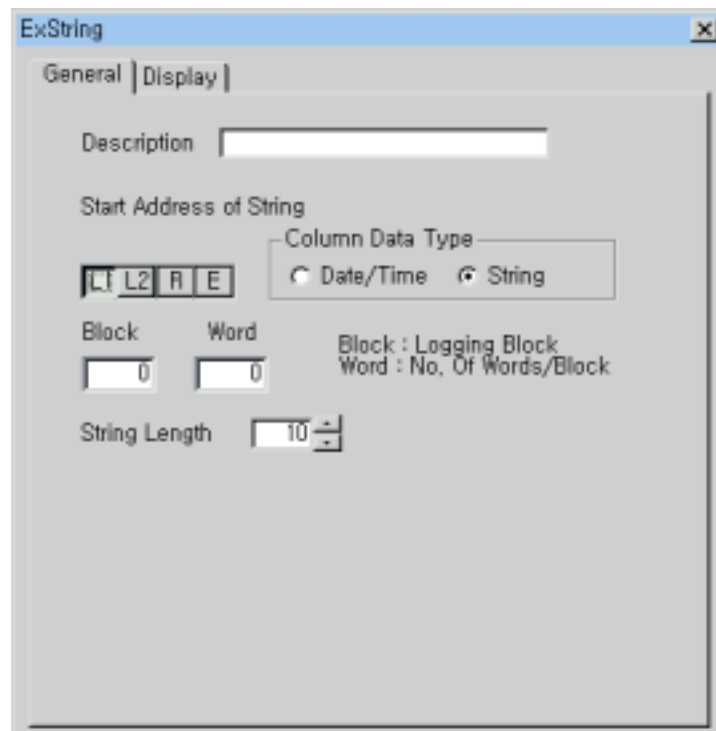 ExString
General Display
Description
Start Address of String
Column Data Type
L1 L2 R E Date/Time String
Block Word
Block : Logging Block
0 0
Word : No, Of Words/Block
String Length 10